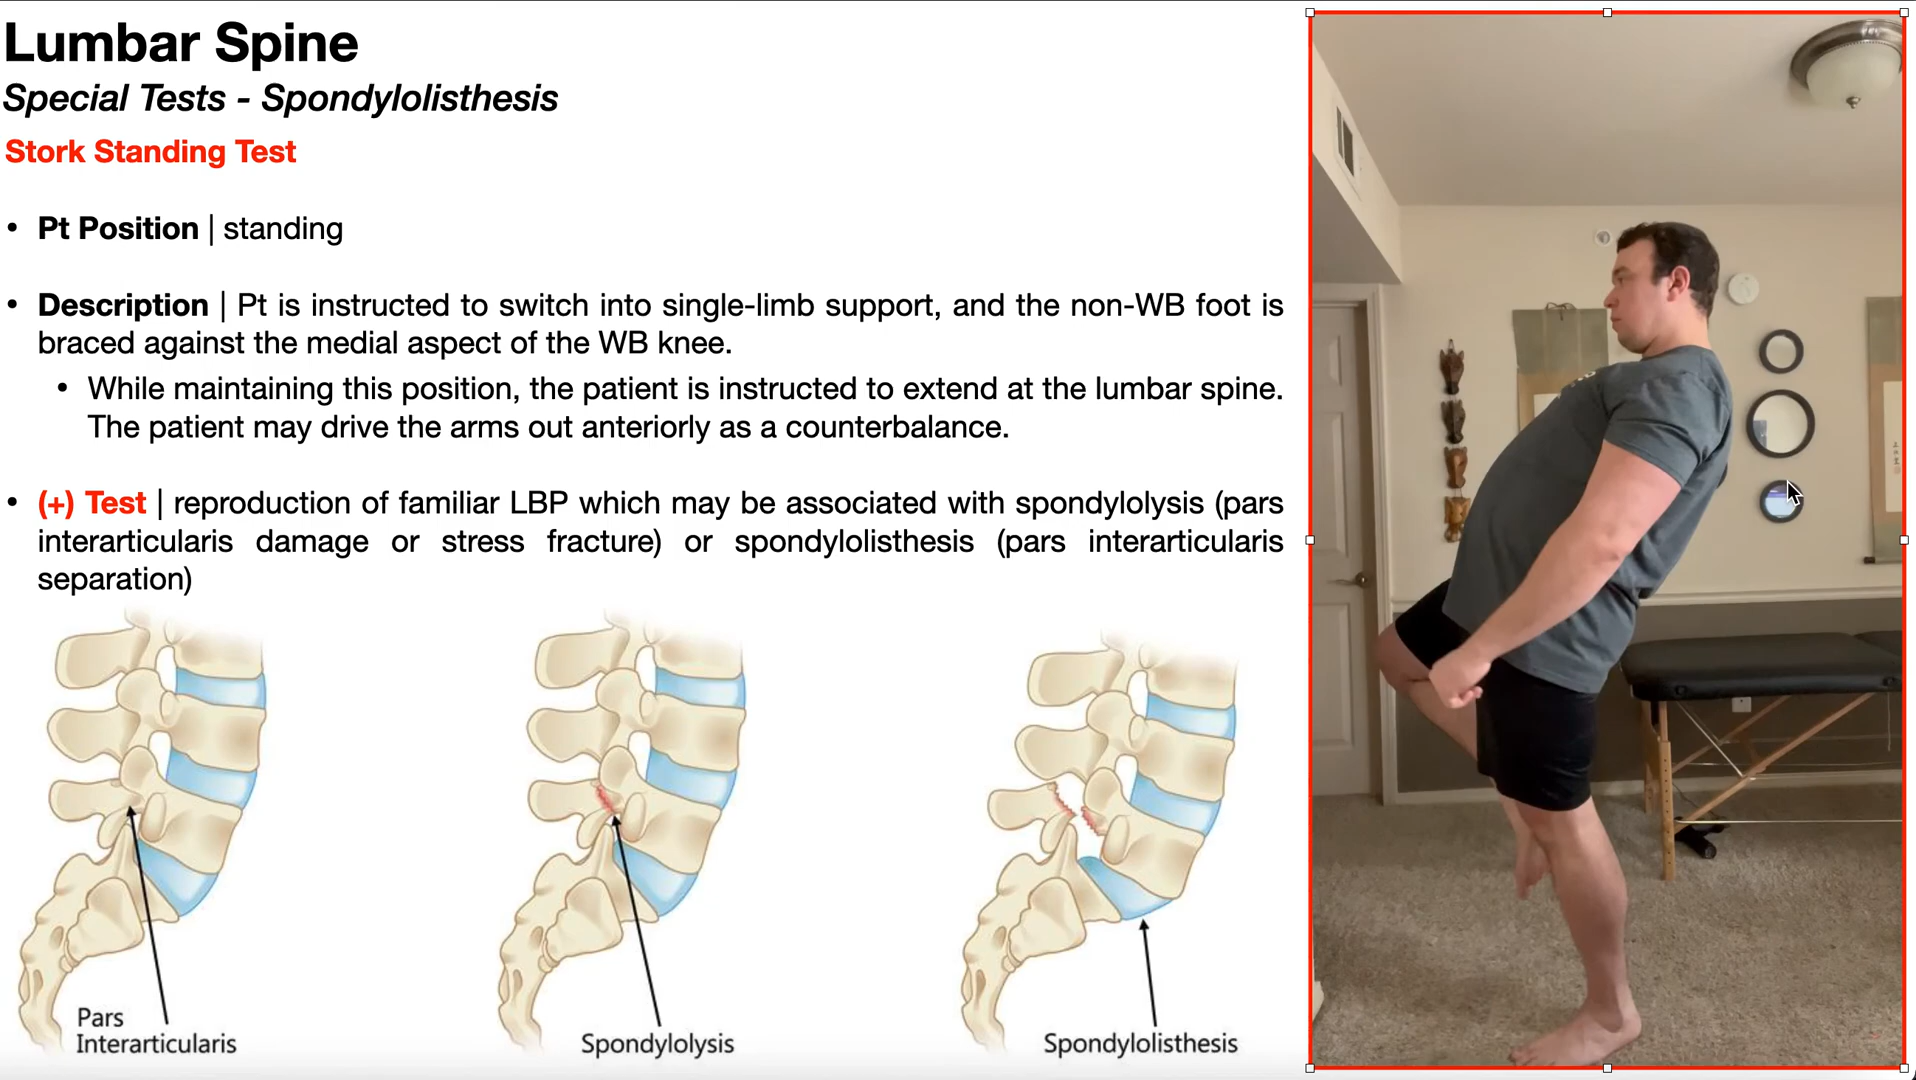 Lumbar Spine
Special Tests - Spondylolisthesis
Stork Standing Test
• Pt Position | standing
• Description | Pt is instructed to switch into single-limb support, and the non-WB foot is
braced against the medial aspect of the WB knee.
• While maintaining this position, the patient is instructed to extend at the lumbar spine.
The patient may drive the arms out anteriorly as a counterbalance.
• (+) Test | reproduction of familiar LBP which may be associated with spondylolysis (pars
interarticularis damage or stress fracture) or spondylolisthesis (pars interarticularis
separation)
Pars
Interarticularis
Spondylolysis
Spondylolisthesis